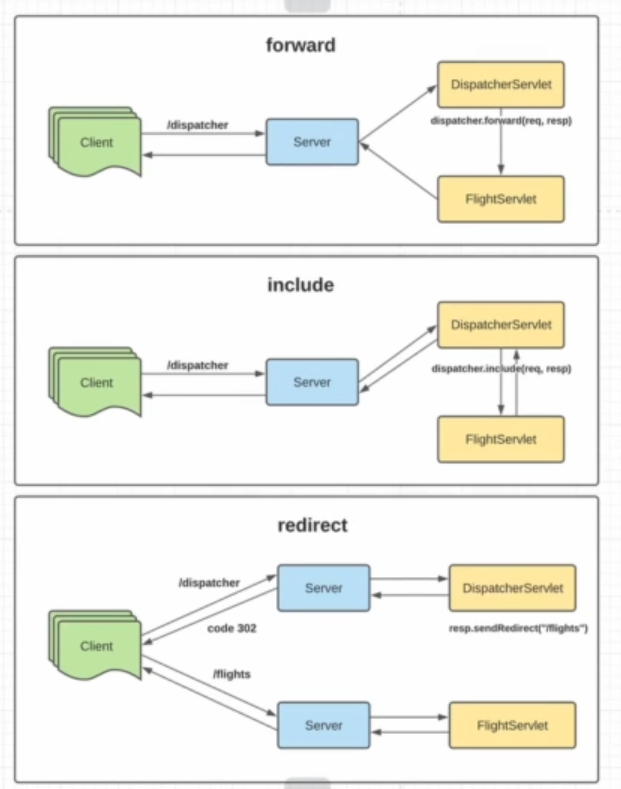 forward
DispatcherServlet
/dispatcher
dispatcher.forward(req, resp)
Client
Server
FlightServlet
include
DispatcherServlet
/dispatcher
dispatcher.include(req, resp)
Client
Server
FlightServlet
redirect
/dispatcher
Server
DispatcherServlet
code 302
resp.sendRedirect("/flights")
Client
/flights
Server
FlightServlet